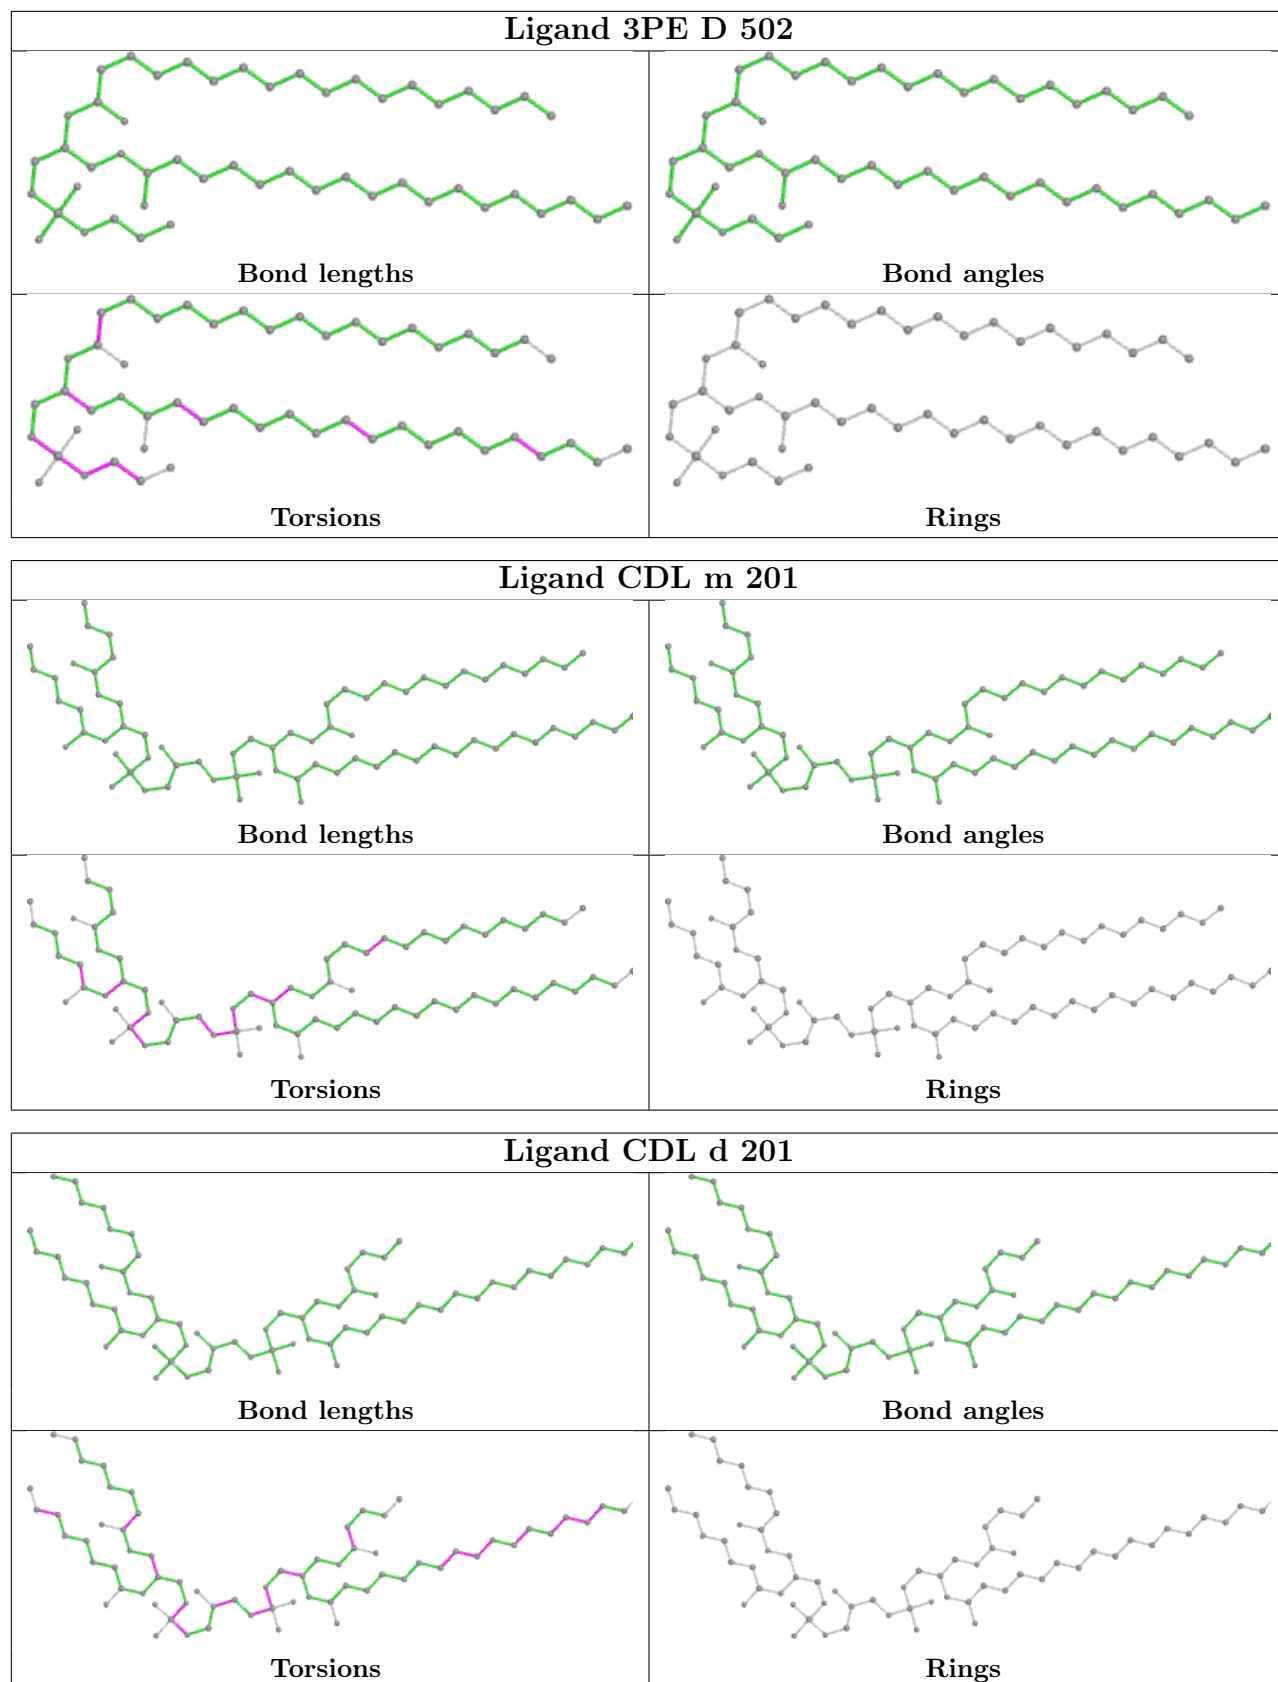 Ligand 3PE D 502
Bond lengths
Bond angles
Torsions
Rings
Ligand CDL m 201
Bond lengths
Bond angles
Torsions
Rings
Ligand CDL d 201
Bond lengths
Bond angles
Torsions
Rings